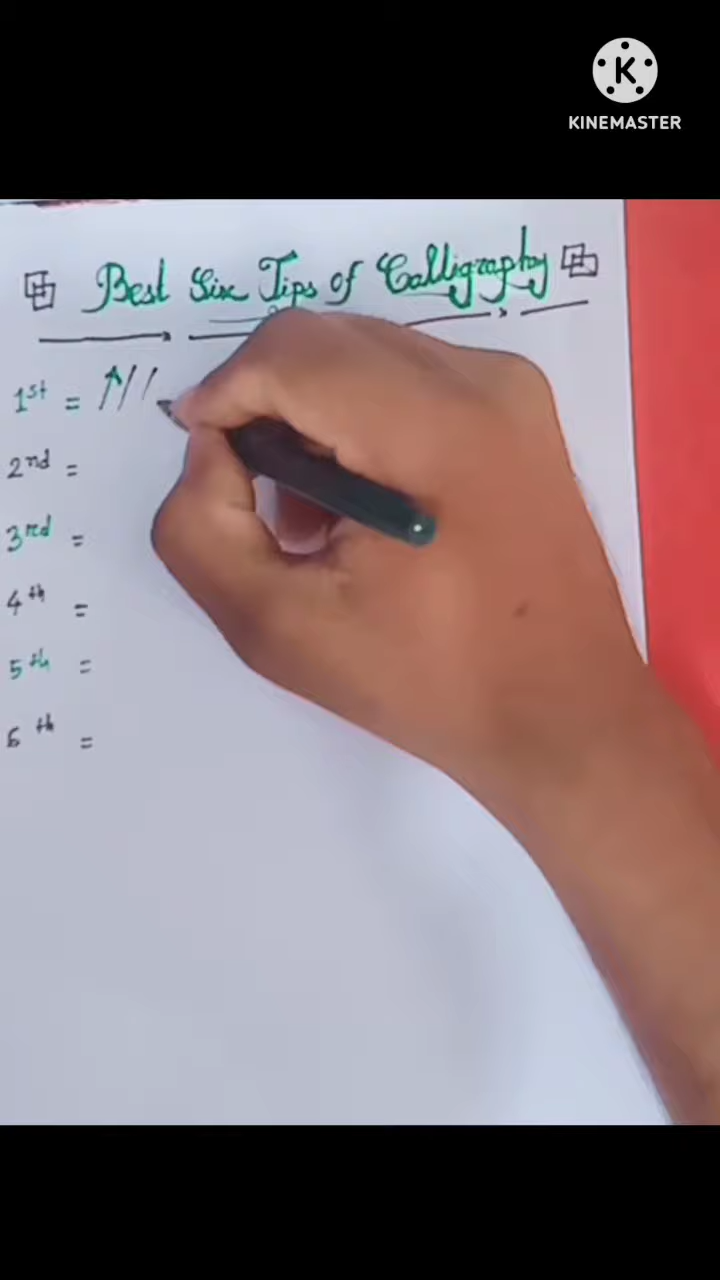 KINEMASTER
Best Six Tips of Calligraphy
1st =
2nd =
3rd =
4th =
5th =
6th =